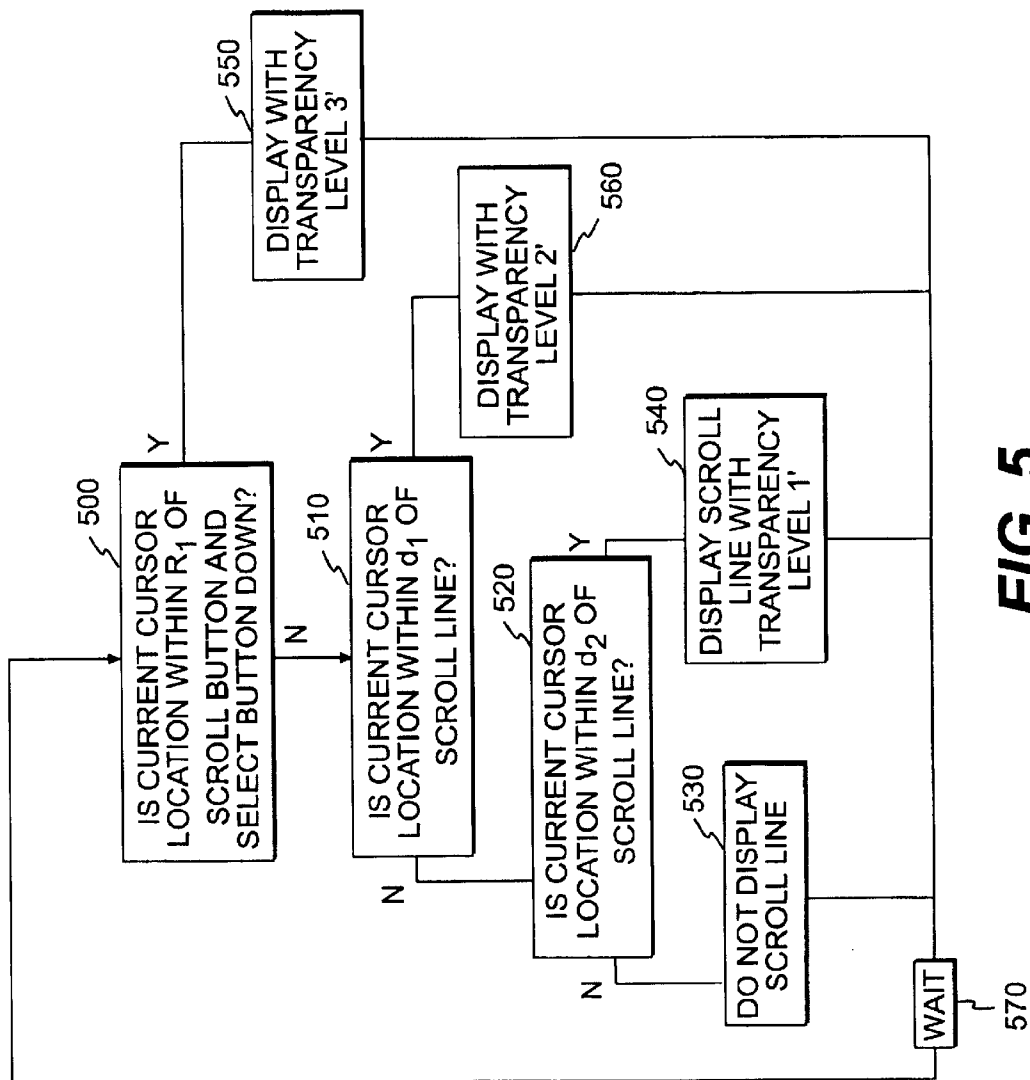 500
IS CURRENT CURSOR
LOCATION WITHIN R1 OF
SCROLL BUTTON AND
SELECT BUTTON DOWN?
Y
N
550
DISPLAY WITH
TRANSPARENCY
LEVEL 3'
510
IS CURRENT CURSOR
LOCATION WITHIN d1 OF
SCROLL LINE?
Y
N
560
DISPLAY WITH
TRANSPARENCY
LEVEL 2'
520
IS CURRENT CURSOR
LOCATION WITHIN d2 OF
SCROLL LINE?
Y
N
540
DISPLAY SCROLL
LINE WITH
TRANSPARENCY
LEVEL 1'
530
DO NOT DISPLAY
SCROLL LINE
WAIT
570
FIG. 5